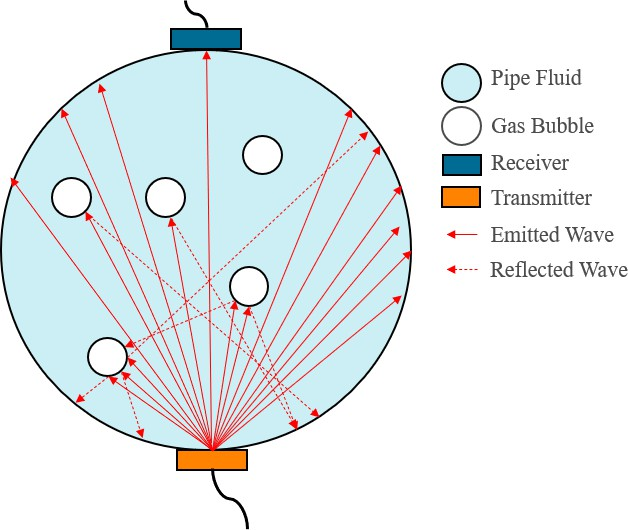 Pipe Fluid
Gas Bubble
Receiver
Transmitter
Emitted Wave
Reflected Wave